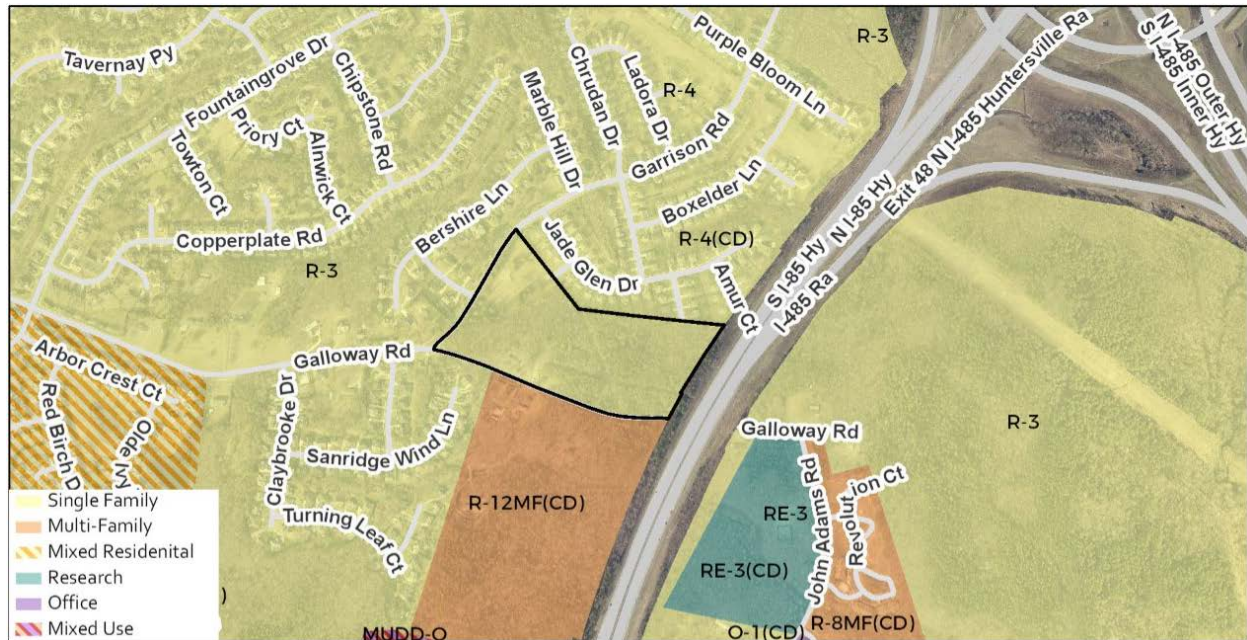 Tavernay Py
Fountaingrove Dr
Chipstone Rd
Priory Ct
Alnwick Ct
Towton Ct
Copperplate Rd
R-3
Bershire Ln
Marble Hill Dr
Chrudan Dr
Ladora Dr
R-4
Purple Bloom Ln
R-3
Garrison Rd
Boxelder Ln
R-4(CD)
Jade Glen Dr
Amur Ct
S I-85 Hy
N I-85 Hy
I-485 Ra
Exit 48 N I-485 Huntersville Ra
N I-485 Outer Hy
S I-485 Inner Hy
Galloway Rd
Arbor Crest Ct
Red Birch D
Olde Ivy
Claybrooke Dr
Sanridge Wind Ln
Turning Leaf Ct
R-12MF(CD)
Galloway Rd
R-3
RE-3
John Adams Rd
Revolution Ct
RE-3(CD)
R-8MF(CD)
O-1(CD)
MUDD-O
)
Single Family
Multi-Family
Mixed Residenital
Research
Office
Mixed Use